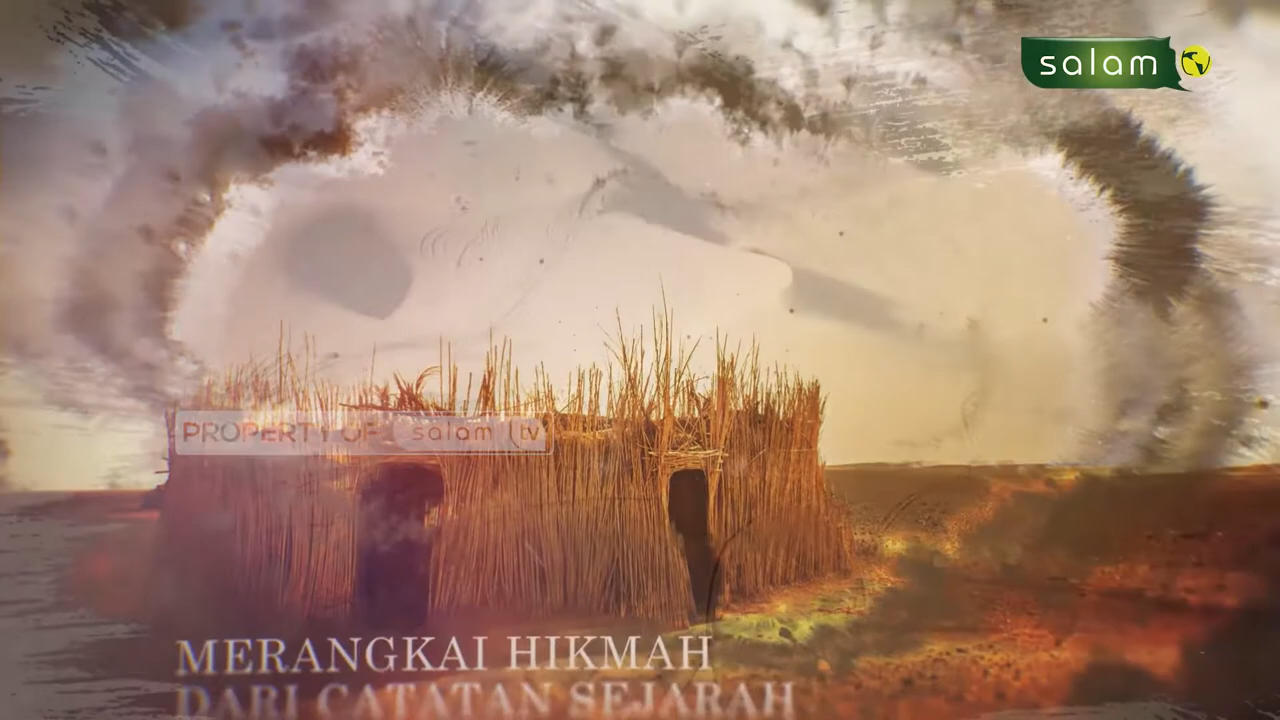 salam
PROPERTY OF salam tv
MERANGKAI HIKMAH
DARI CATATAN SEJARAH